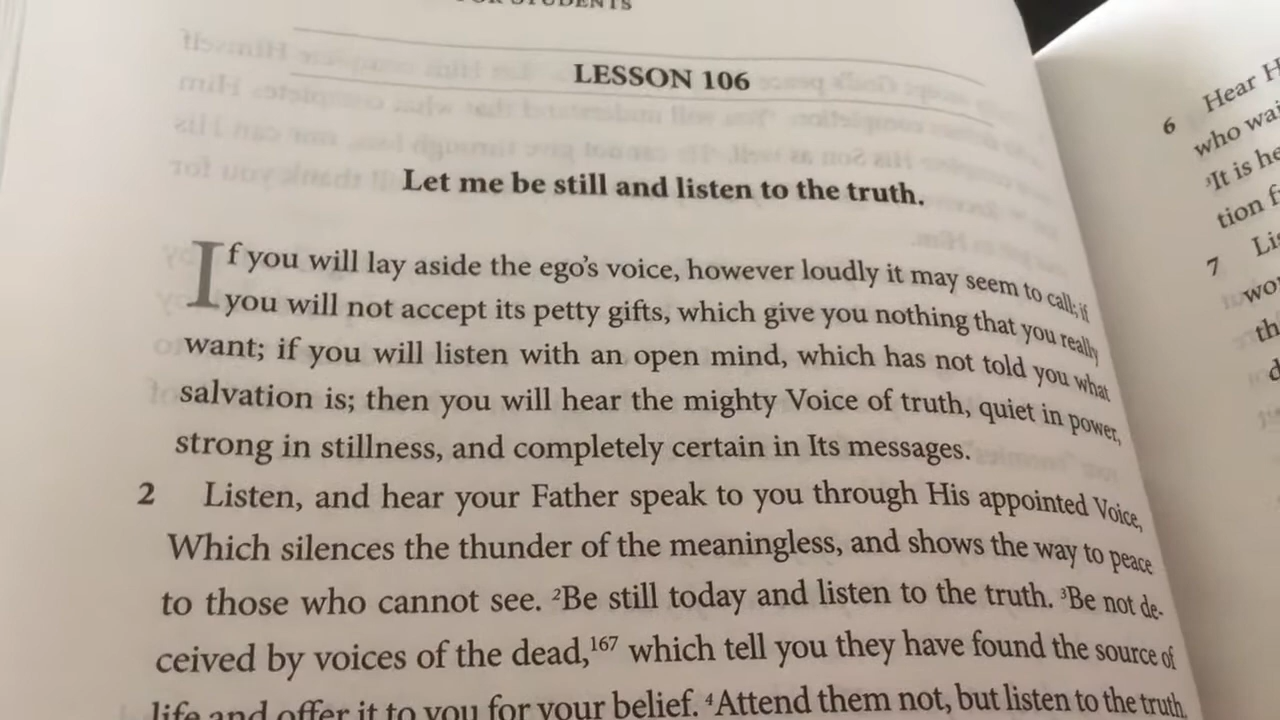 FOR STUDENTS
LESSON 106
Let me be still and listen to the truth.
If you will lay aside the ego's voice, however loudly it may seem to call; if
you will not accept its petty gifts, which give you nothing that you really
want; if you will listen with an open mind, which has not told you what
salvation is; then you will hear the mighty Voice of truth, quiet in power,
strong in stillness, and completely certain in Its messages.
2 Listen, and hear your Father speak to you through His appointed Voice,
Which silences the thunder of the meaningless, and shows the way to peace
to those who cannot see. ²Be still today and listen to the truth. ³Be not de-
ceived by voices of the dead,¹⁶⁷ which tell you they have found the source of
life and offer it to you for your belief. ⁴Attend them not, but listen to the truth.
6 Hear H
who wai
³It is he
tion f
7 Lis
wor
th
d